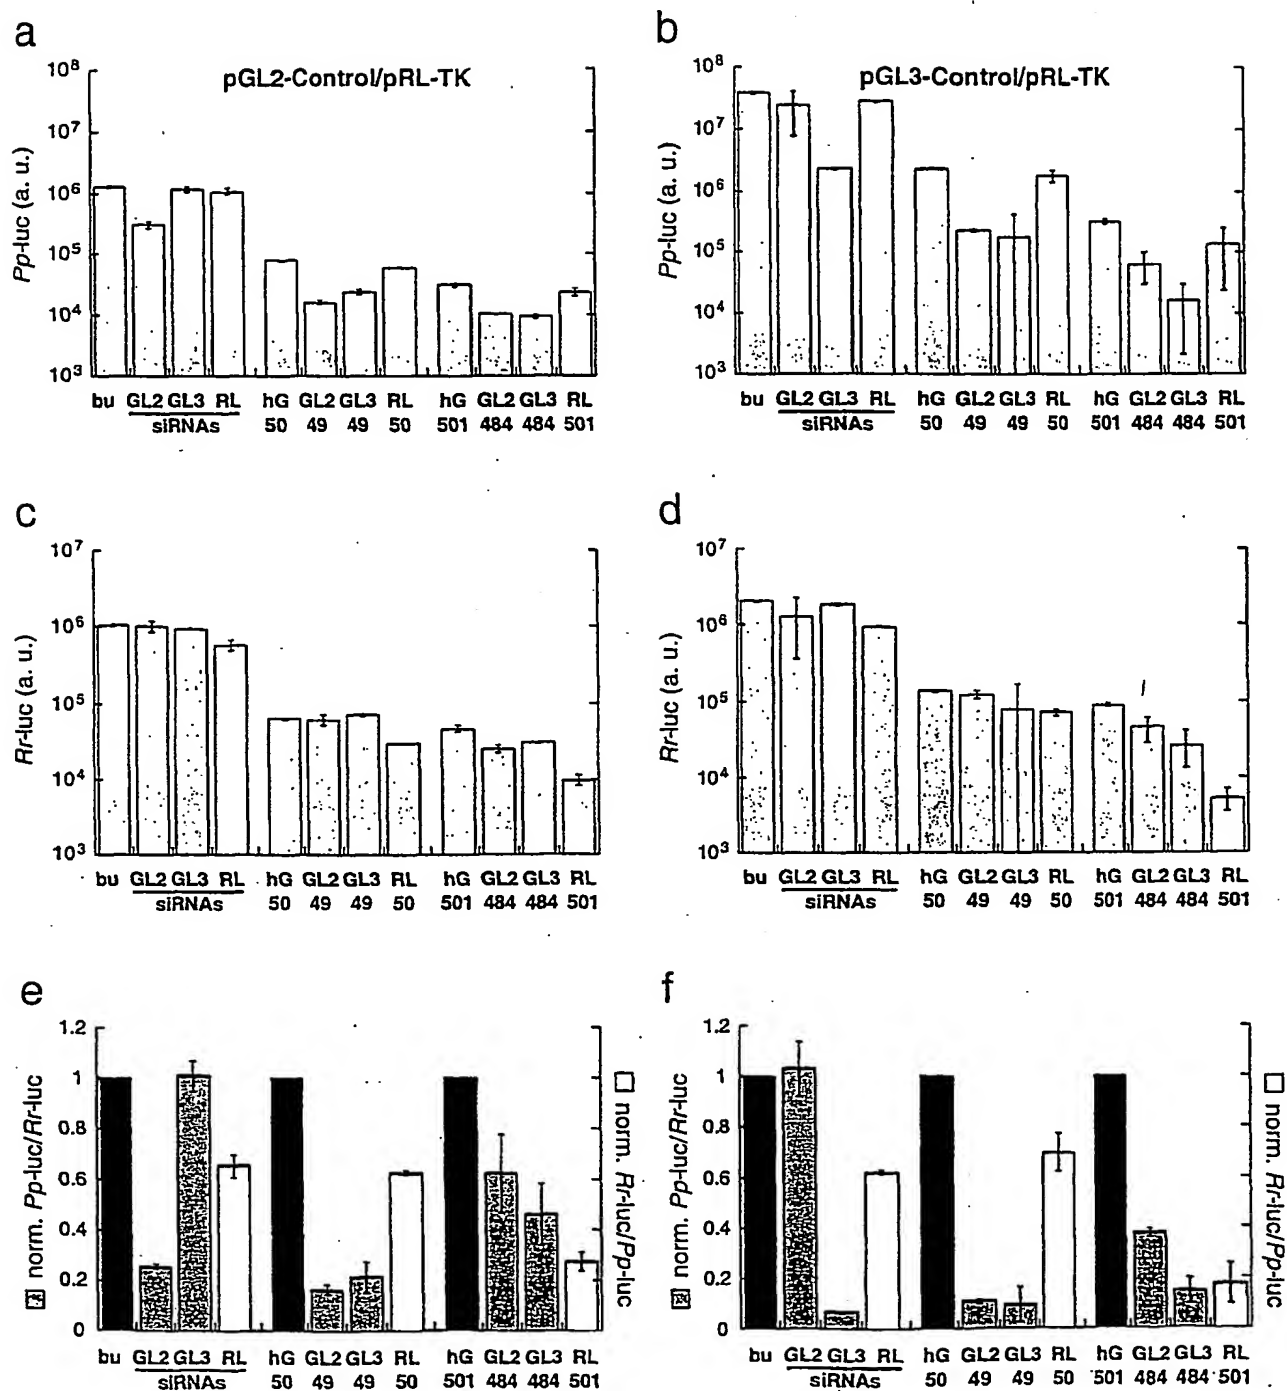 a
pGL2-Control/pRL-TK
Pp-luc (a. u.)
10⁸
10⁷
10⁶
10⁵
10⁴
10³
bu GL2 GL3 RL hG GL2 GL3 RL hG GL2 GL3 RL
siRNAs 50 49 49 50 501 484 484 501
b
pGL3-Control/pRL-TK
Pp-luc (a. u.)
10⁸
10⁷
10⁶
10⁵
10⁴
10³
bu GL2 GL3 RL hG GL2 GL3 RL hG GL2 GL3 RL
siRNAs 50 49 49 50 501 484 484 501
c
Rr-luc (a. u.)
10⁷
10⁶
10⁵
10⁴
10³
bu GL2 GL3 RL hG GL2 GL3 RL hG GL2 GL3 RL
siRNAs 50 49 49 50 501 484 484 501
d
Rr-luc (a. u.)
10⁷
10⁶
10⁵
10⁴
10³
bu GL2 GL3 RL hG GL2 GL3 RL hG GL2 GL3 RL
siRNAs 50 49 49 50 501 484 484 501
e
norm. Pp-luc/Rr-luc
1.2
1
0.8
0.6
0.4
0.2
0
norm. Rr-luc/Pp-luc
bu GL2 GL3 RL hG GL2 GL3 RL hG GL2 GL3 RL
siRNAs 50 49 49 50 501 484 484 501
f
norm. Pp-luc/Rr-luc
1.2
1
0.8
0.6
0.4
0.2
0
norm. Rr-luc/Pp-luc
bu GL2 GL3 RL hG GL2 GL3 RL hG GL2 GL3 RL
siRNAs 50 49 49 50 501 484 484 501